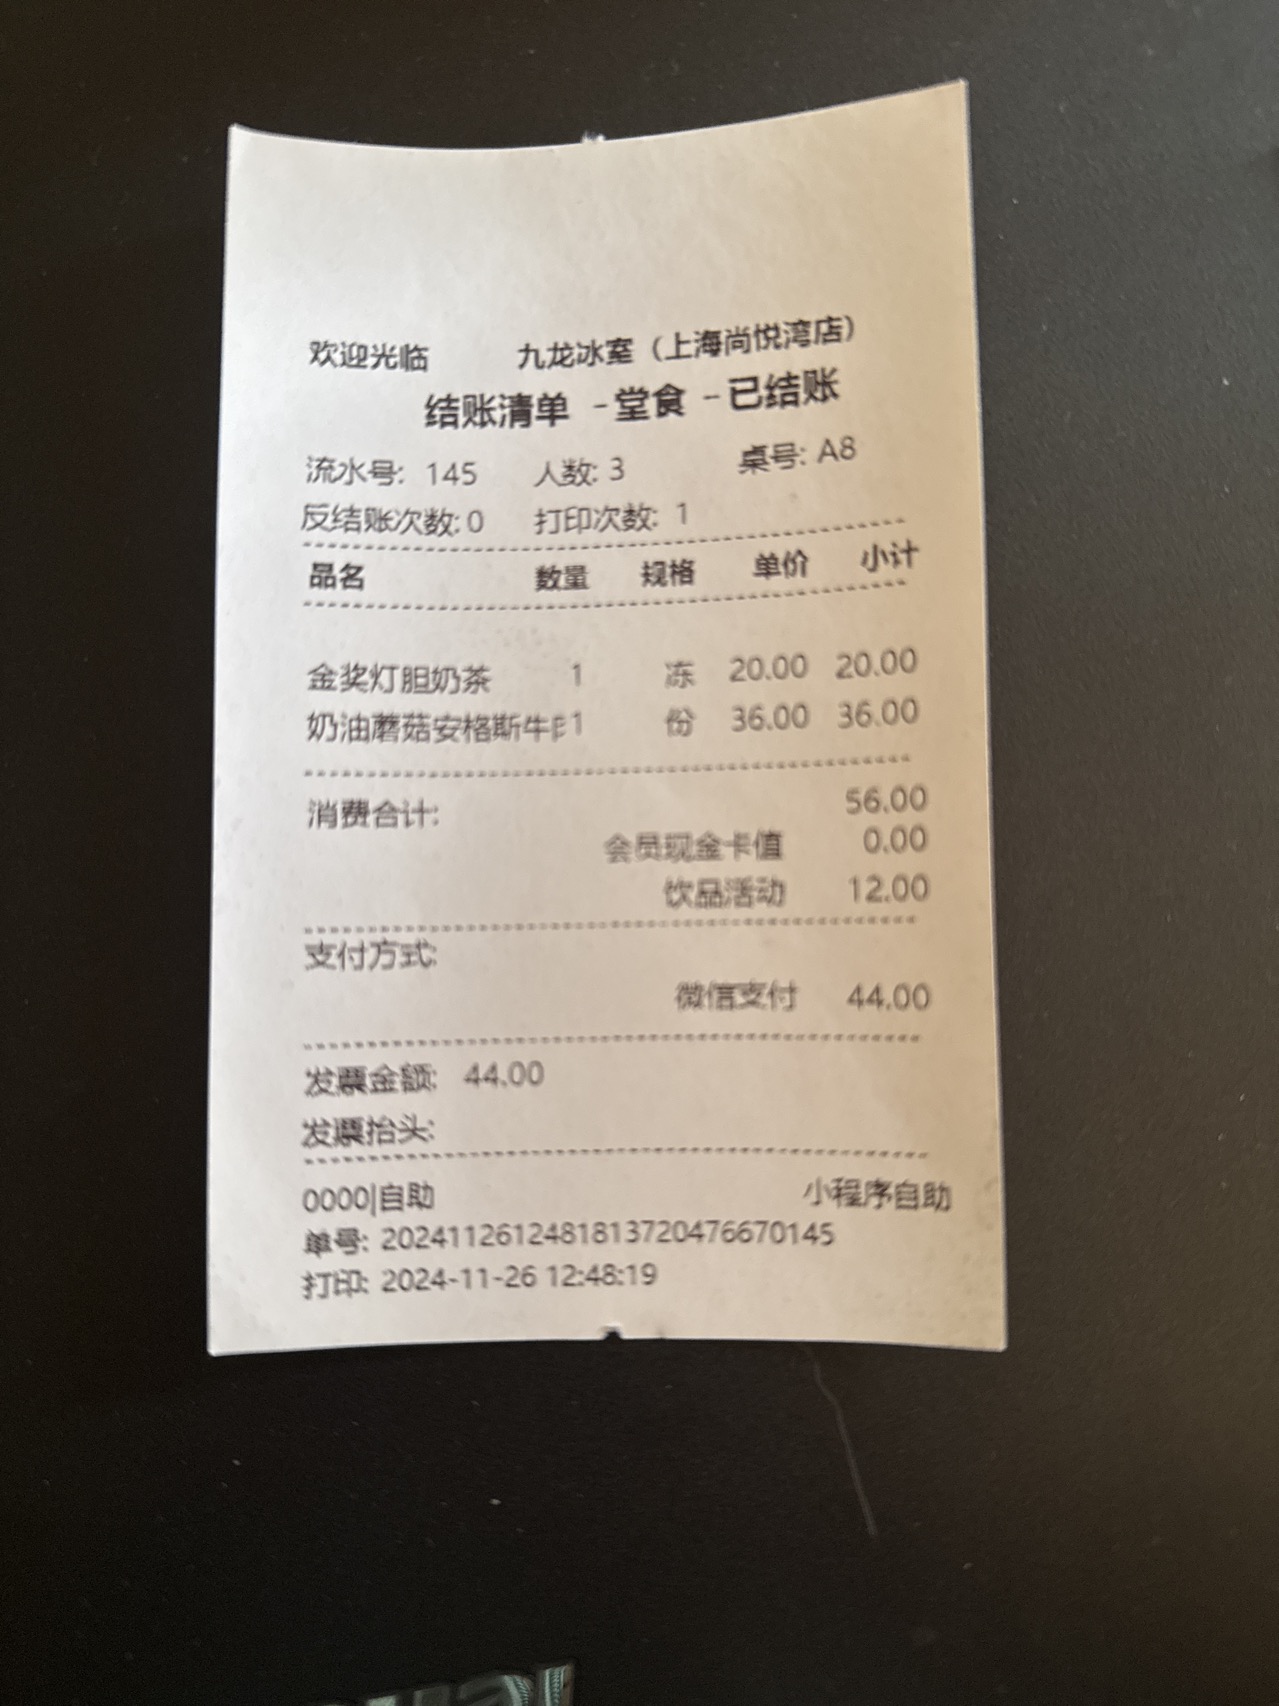 欢迎光临 九龙冰室（上海尚悦湾店）
结账清单 -堂食 -已结账
流水号: 145 人数: 3 桌号: A8
反结账次数: 0 打印次数: 1
品名 数量 规格 单价 小计
金奖灯胆奶茶 1 冻 20.00 20.00
奶油蘑菇安格斯牛 1 份 36.00 36.00
消费合计: 56.00
会员现金卡值 0.00
饮品活动 12.00
支付方式:
微信支付 44.00
发票金额: 44.00
发票抬头:
0000|自助 小程序自助
单号: 2024112612481813720476670145
打印: 2024-11-26 12:48:19